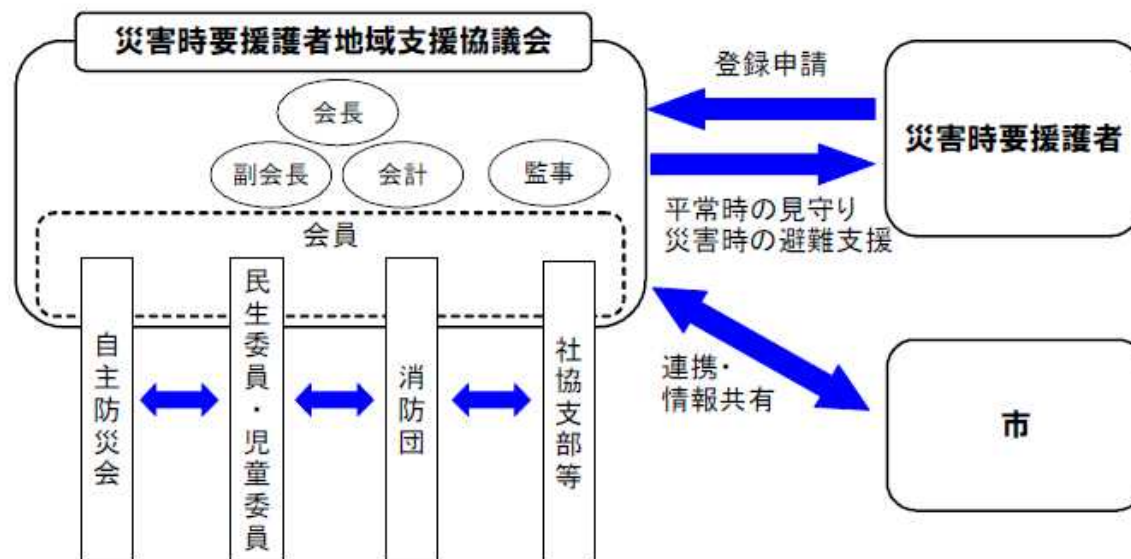 災害時要援護者地域支援協議会
会長
副会長
会計
監事
会員
自主防災会
民生委員・児童委員
消防団
社協支部等
登録申請
災害時要援護者
平常時の見守り
災害時の避難支援
連携・
情報共有
市